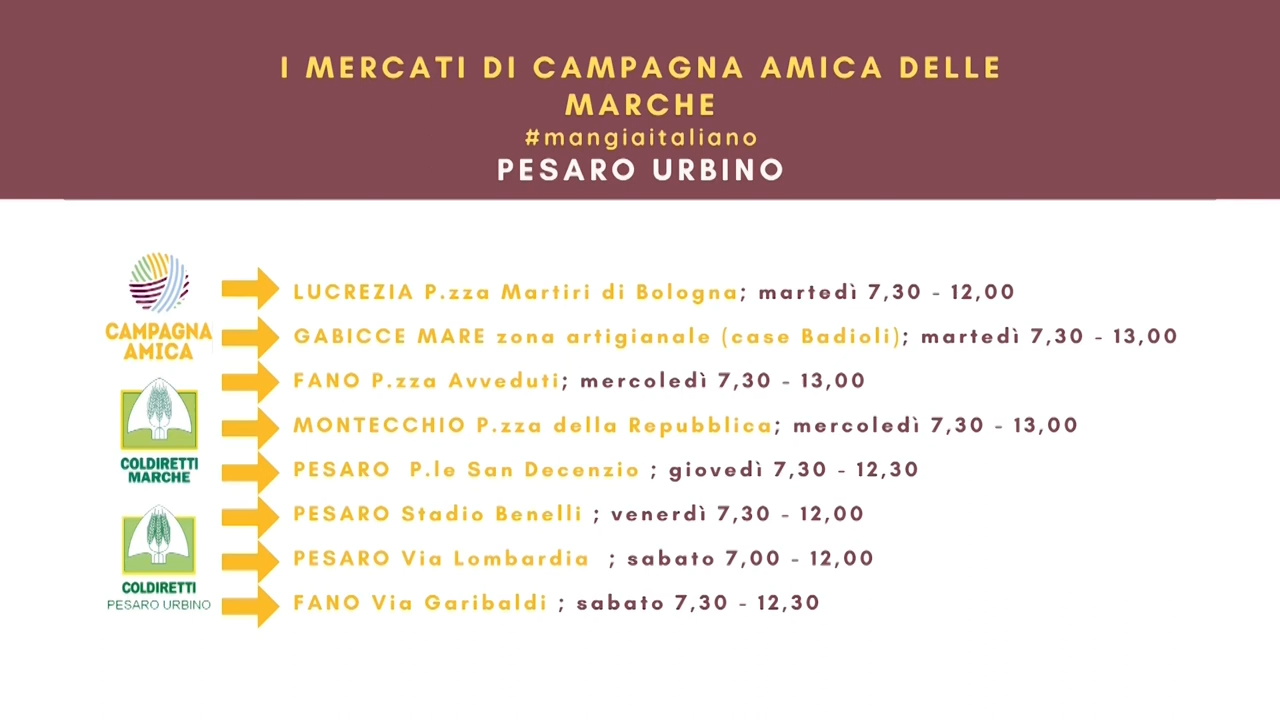 I MERCATI DI CAMPAGNA AMICA DELLE
MARCHE
#mangiaitaliano
PESARO URBINO
CAMPAGNA
AMICA
COLDIRETTI
MARCHE
COLDIRETTI
PESARO URBINO
LUCREZIA P.zza Martiri di Bologna; martedì 7,30 - 12,00
GABICCE MARE zona artigianale (case Badioli); martedì 7,30 - 13,00
FANO P.zza Avveduti; mercoledì 7,30 - 13,00
MONTECCHIO P.zza della Repubblica; mercoledì 7,30 - 13,00
PESARO P.le San Decenzio ; giovedì 7,30 - 12,30
PESARO Stadio Benelli ; venerdì 7,30 - 12,00
PESARO Via Lombardia ; sabato 7,00 - 12,00
FANO Via Garibaldi ; sabato 7,30 - 12,30